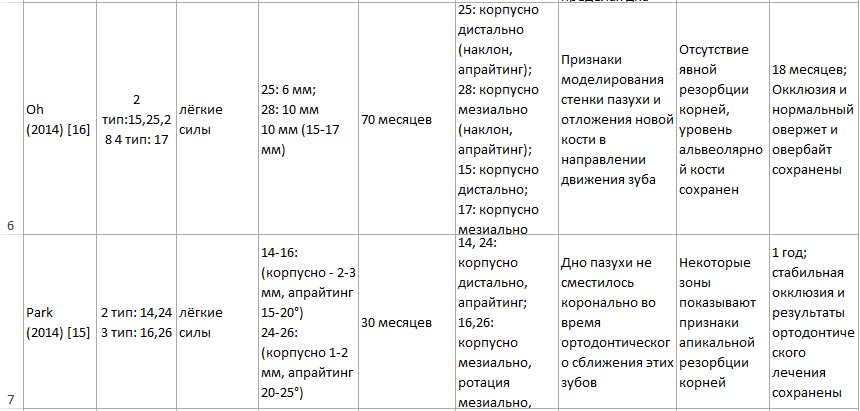 Oh
(2014) [16]
2
тип:15,25,2
8 4 тип: 17
лёгкие
силы
25: 6 мм;
28: 10 мм
10 мм (15-17
мм)
70 месяцев
25: корпусно
дистально
(наклон,
апрайтинг);
28: корпусно
мезиально
(наклон,
апрайтинг);
15: корпусно
дистально;
17: корпусно
мезиально
Признаки
моделирования
стенки пазухи и
отложения новой
кости в
направлении
движения зуба
Отсутствие
явной
резорбции
корней,
уровень
альвеолярно
й кости
сохранен
18 месяцев;
Окклюзия и
нормальный
овержет и
овербайт
сохранены
6
Park
(2014) [15]
2 тип: 14,24
3 тип: 16,26
лёгкие
силы
14-16:
(корпусно - 2-3
мм, апрайтинг
15-20°)
24-26:
(корпусно 1-2
мм, апрайтинг
20-25°)
30 месяцев
14, 24:
корпусно
дистально,
апрайтинг;
16,26:
корпусно
мезиально,
ротация
мезиально,
Дно пазухи не
сместилось
коронально во
время
ортодонтическог
о сближения этих
зубов
Некоторые
зоны
показывают
признаки
апикальной
резорбции
корней
1 год;
стабильная
окклюзия и
результаты
ортодонтиче
ского
лечения
сохранены
7